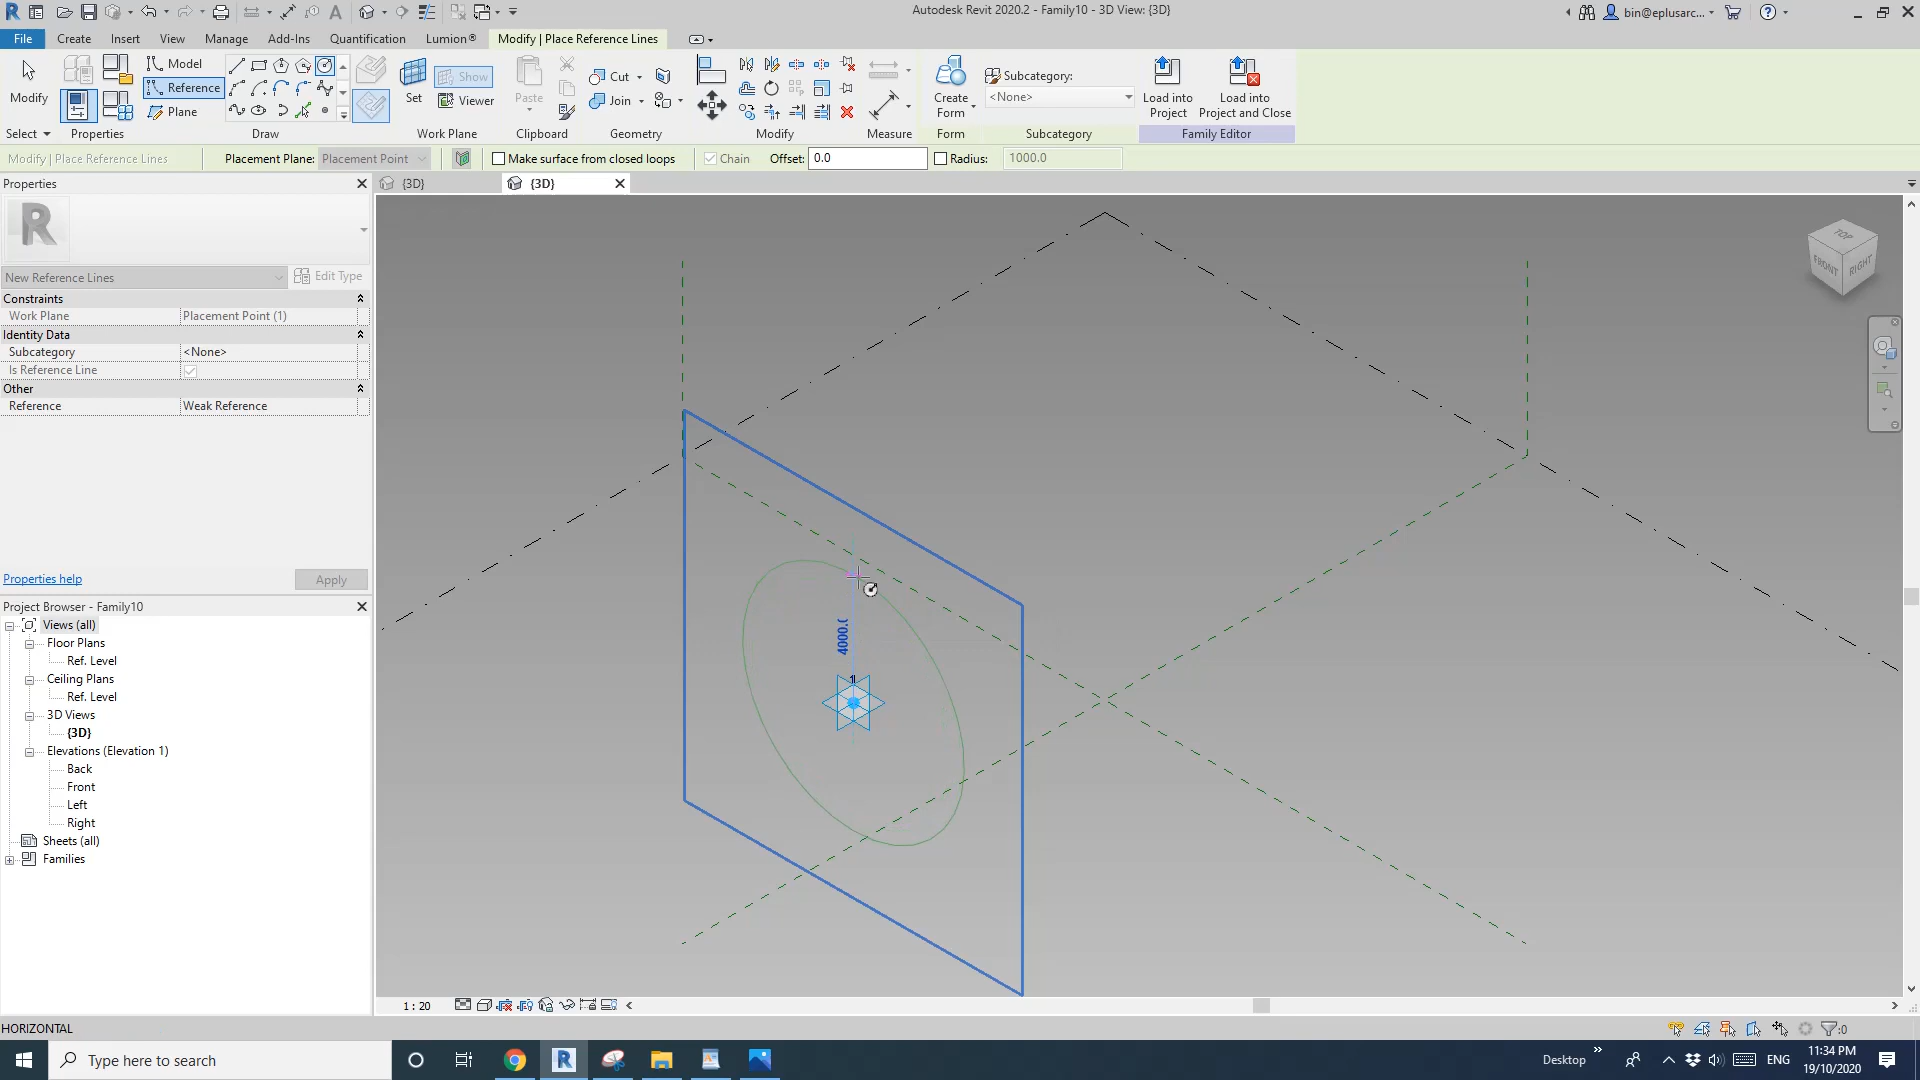 Autodesk Revit 2020.2 - Family10 - 3D View: {3D}
bin@eplusarc...
File Create Insert View Manage Add-Ins Quantification Lumion® Modify | Place Reference Lines
Modify
Model
Reference
Plane
Set
Show
Viewer
Paste
Cut
Join
Create
Form
Subcategory:
<None>
Load into
Project
Load into
Project and Close
Select Properties Draw Work Plane Clipboard Geometry Modify Measure Form Subcategory Family Editor
Modify | Place Reference Lines Placement Plane: Placement Point Make surface from closed loops Chain Offset: 0.0 Radius: 1000.0
Properties
{3D}
{3D}
New Reference Lines
Edit Type
Constraints
Work Plane Placement Point (1)
Identity Data
Subcategory <None>
Is Reference Line
Other
Reference Weak Reference
Properties help
Apply
Project Browser - Family10
Views (all)
Floor Plans
Ref. Level
Ceiling Plans
Ref. Level
3D Views
{3D}
Elevations (Elevation 1)
Back
Front
Left
Right
Sheets (all)
Families
TOP
FRONT
RIGHT
4000.(
1 : 20
HORIZONTAL
:0
Type here to search
Desktop
ENG
11:34 PM
19/10/2020